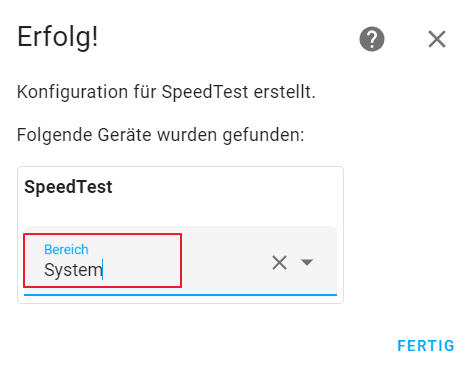 Erfolg!
Konfiguration für SpeedTest erstellt.
Folgende Geräte wurden gefunden:
SpeedTest
Bereich
System
FERTIG